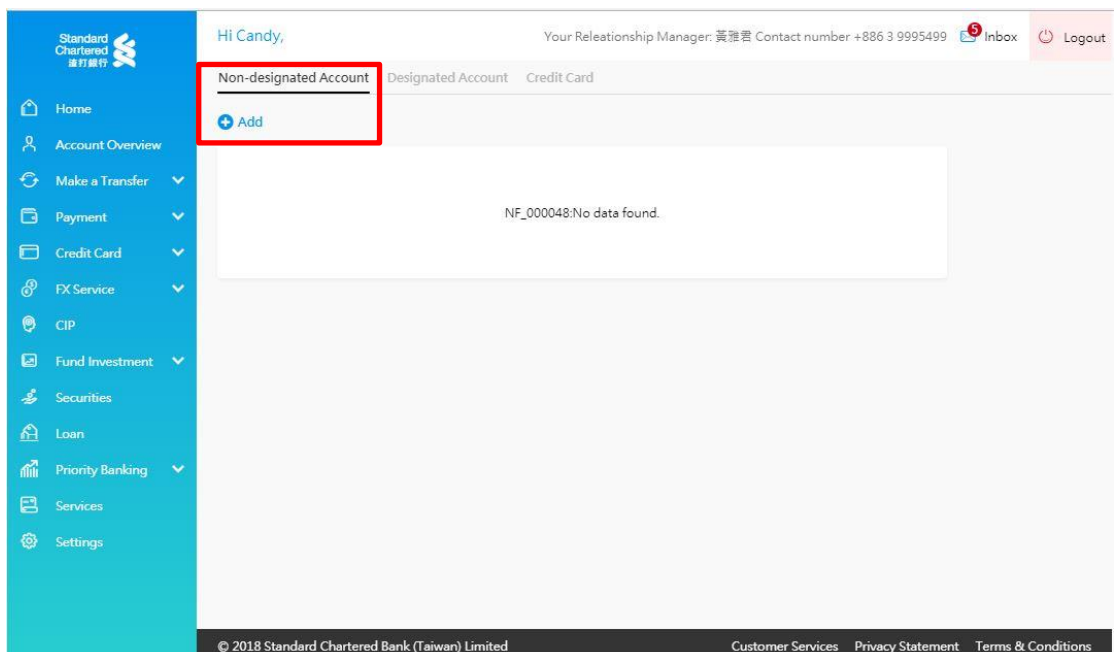 Standard
Chartered
渣打銀行
Hi Candy,
Your Releationship Manager: 黃雅君 Contact number +886 3 9995499
5
Inbox
Logout
Non-designated Account
Designated Account
Credit Card
Add
Home
Account Overview
Make a Transfer
Payment
Credit Card
FX Service
CIP
Fund Investment
Securities
Loan
Priority Banking
Services
Settings
NF_000048:No data found.
© 2018 Standard Chartered Bank (Taiwan) Limited
Customer Services Privacy Statement Terms & Conditions